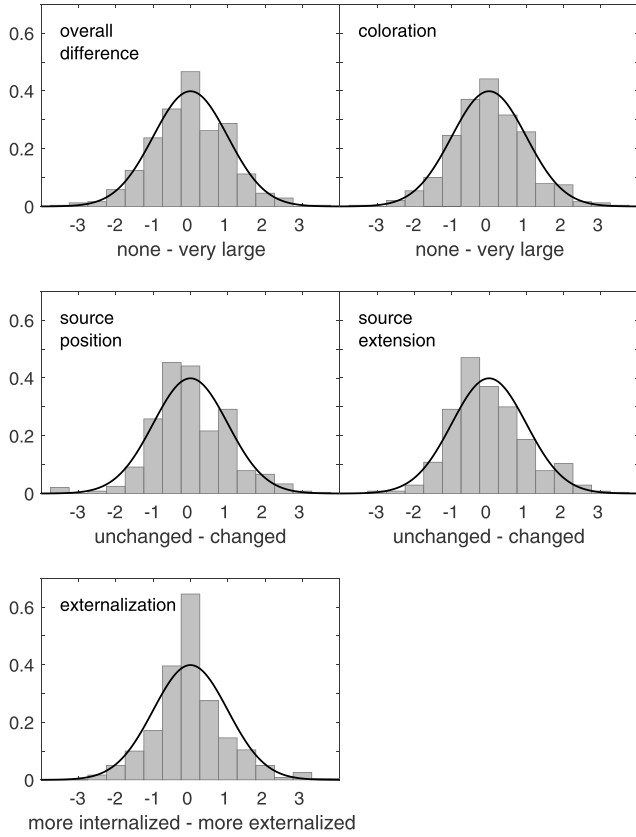 overall
difference
coloration
0.6
0.4
0.2
0
-3 -2 -1 0 1 2 3
-3 -2 -1 0 1 2 3
none - very large
none - very large
source
position
source
extension
0.6
0.4
0.2
0
-3 -2 -1 0 1 2 3
-3 -2 -1 0 1 2 3
unchanged - changed
unchanged - changed
externalization
0.6
0.4
0.2
0
-3 -2 -1 0 1 2 3
more internalized - more externalized